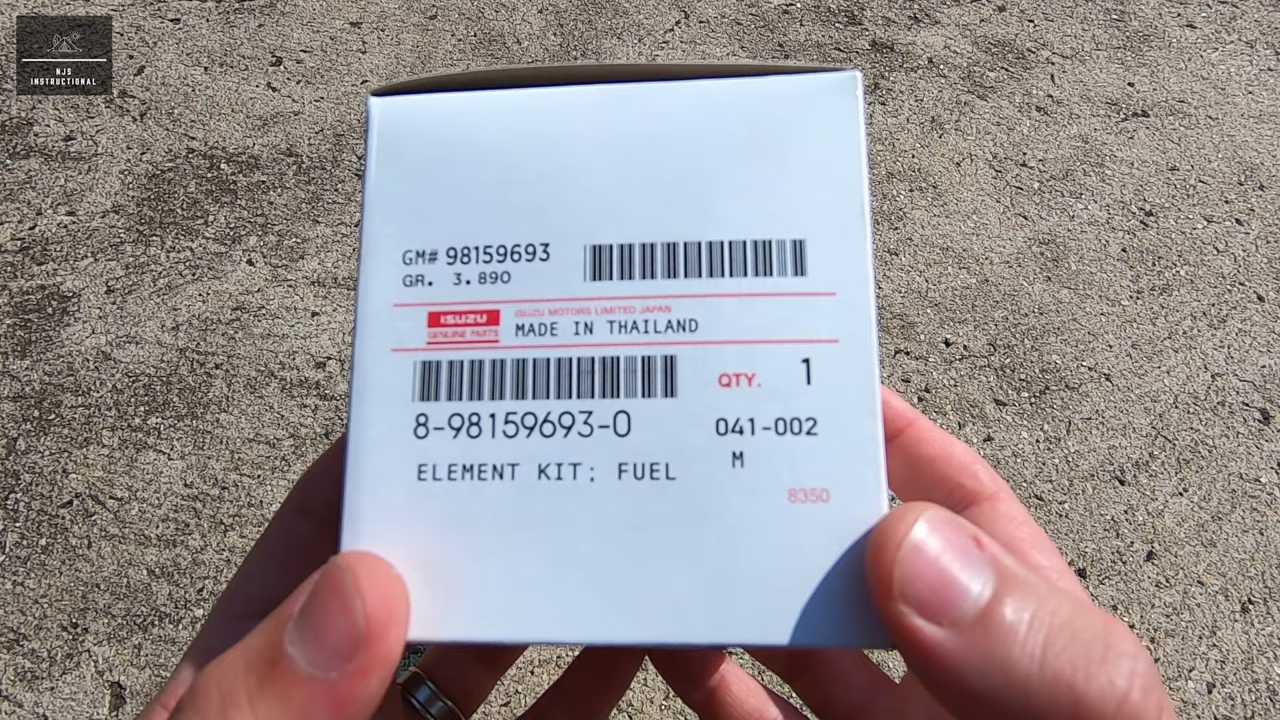 NJS
INSTRUCTIONAL
GM# 98159693
GR. 3.890
ISUZU
GENUINE PARTS
ISUZU MOTORS LIMITED JAPAN
MADE IN THAILAND
QTY. 1
8-98159693-0
041-002
ELEMENT KIT; FUEL
M
8350